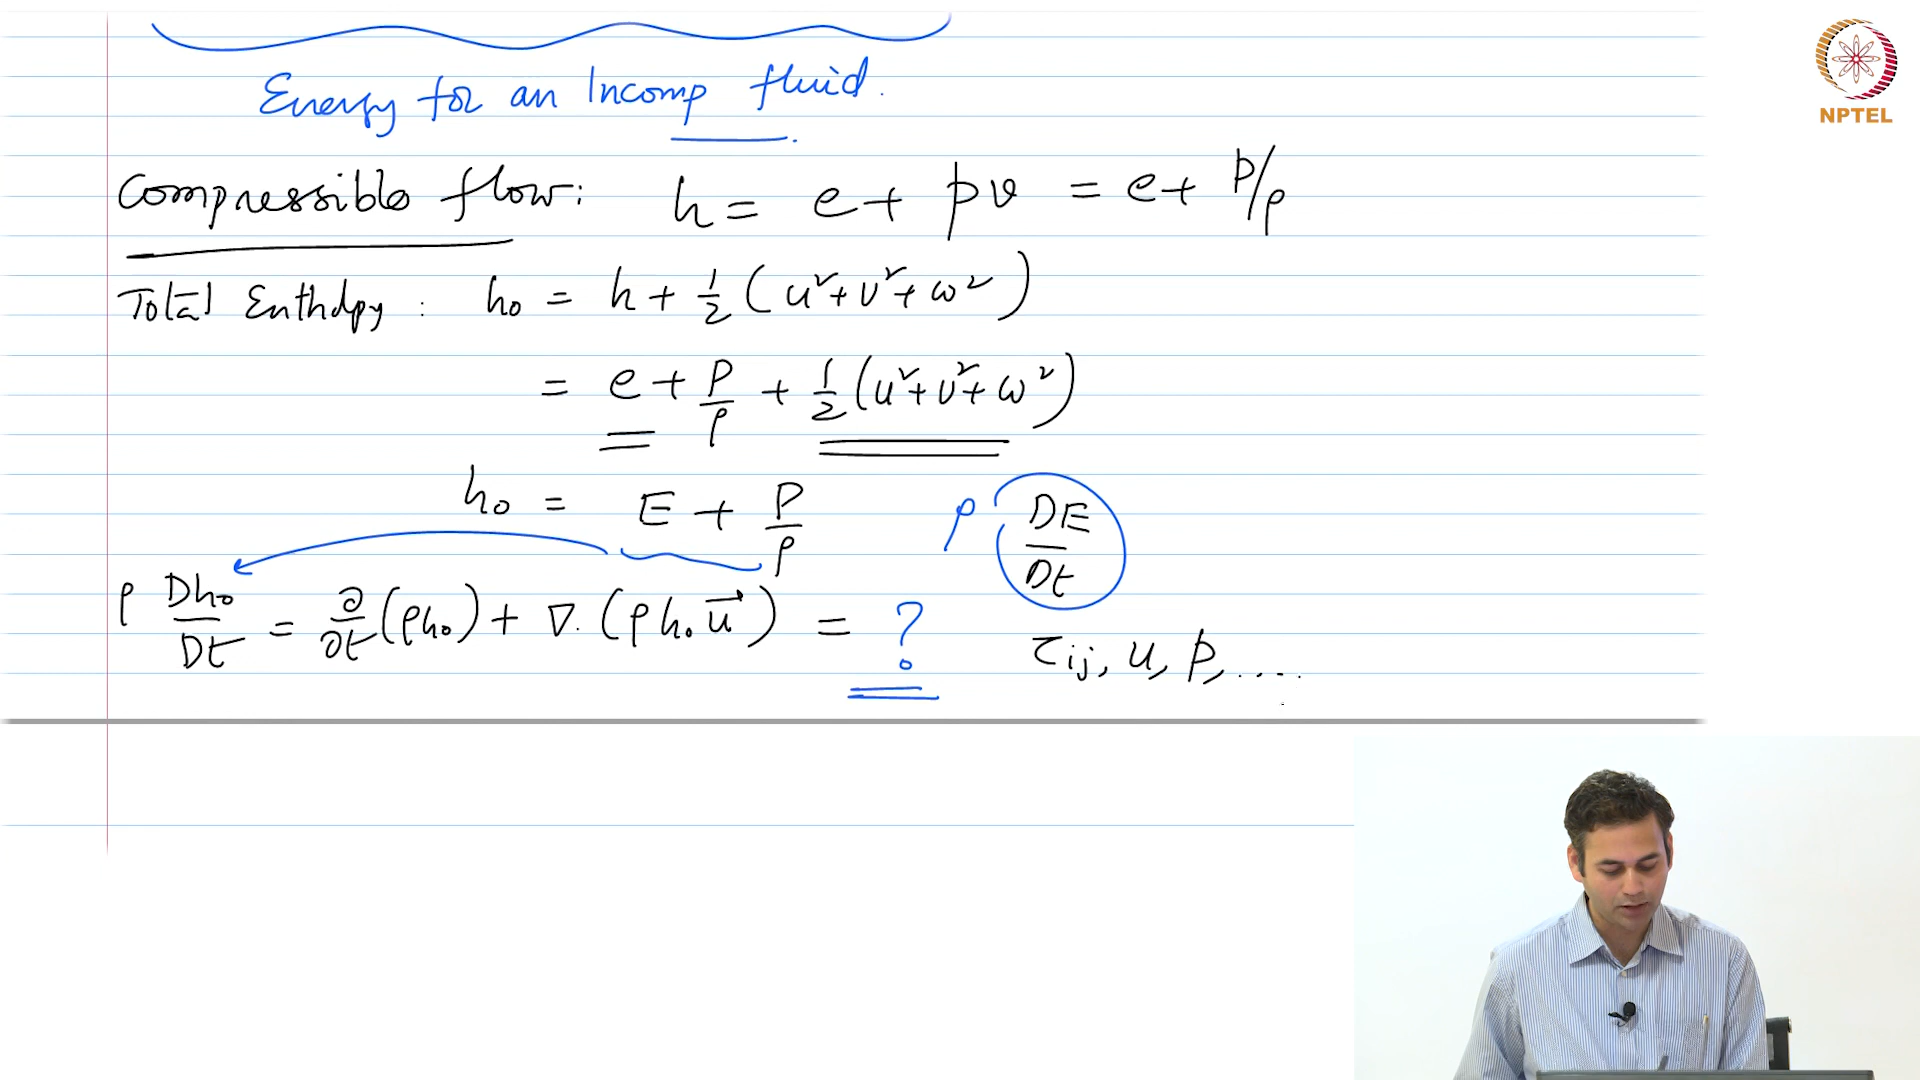 NPTEL
Energy for an Incomp fluid.
Compressible flow: h = e + pv = e + p/ρ
Total Enthalpy : h₀ = h + 1/2 (u² + v² + w²)
= e + p/ρ + 1/2 (u² + v² + w²)
h₀ = E + p/ρ ρ DE/Dt
ρ Dh₀/Dt = ∂/∂t (ρh₀) + ∇. (ρ h₀ u⃗) = ? τij, u, p, ....